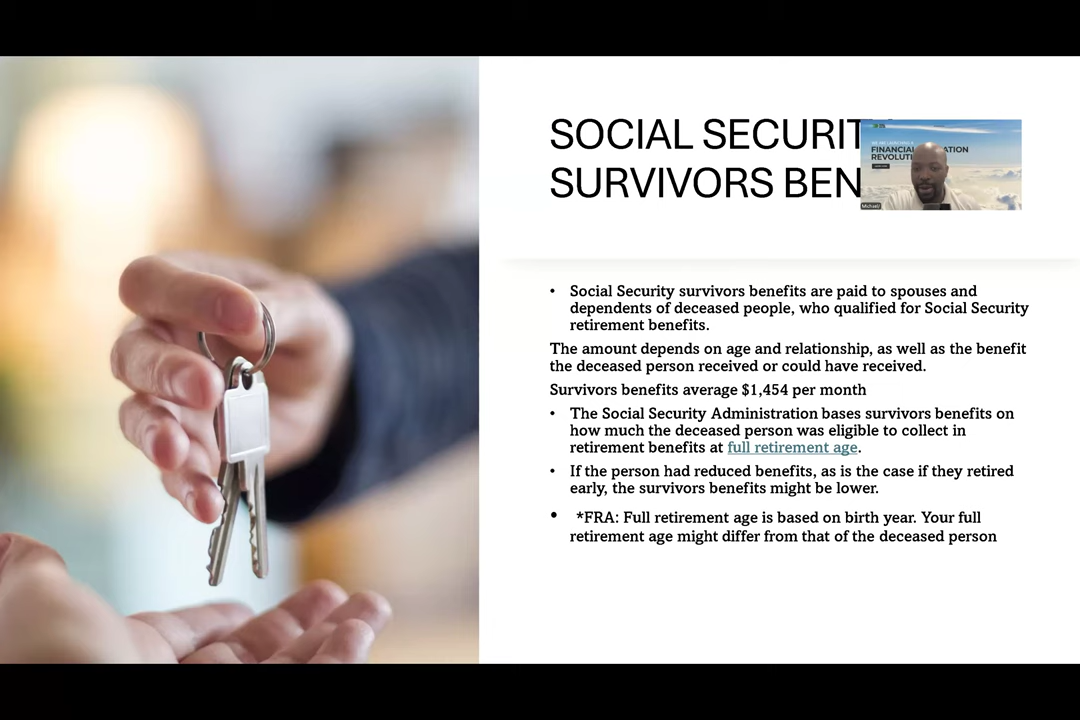 SOCIAL SECURIT
SURVIVORS BEN
FINANCIAL
REVOLUTI
Michael
• Social Security survivors benefits are paid to spouses and
dependents of deceased people, who qualified for Social Security
retirement benefits.
The amount depends on age and relationship, as well as the benefit
the deceased person received or could have received.
Survivors benefits average $1,454 per month
• The Social Security Administration bases survivors benefits on
how much the deceased person was eligible to collect in
retirement benefits at full retirement age.
• If the person had reduced benefits, as is the case if they retired
early, the survivors benefits might be lower.
• *FRA: Full retirement age is based on birth year. Your full
retirement age might differ from that of the deceased person